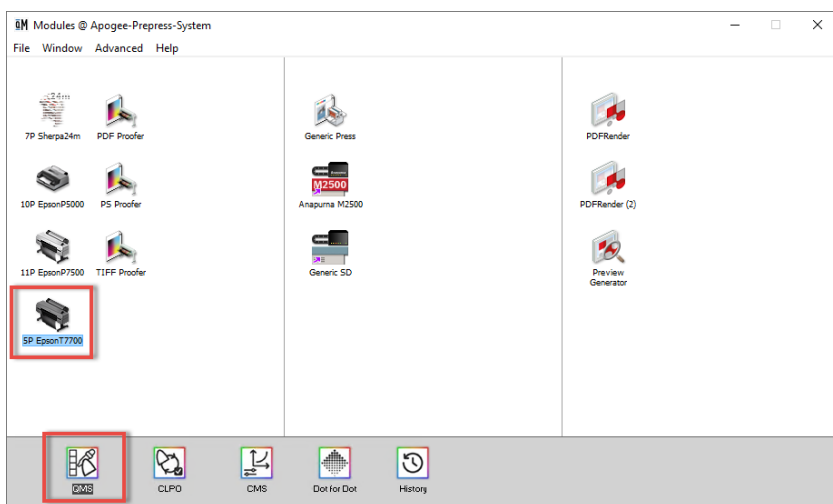 QM Modules @ Apogee-Prepress-System
File Window Advanced Help
24m
7P Sherpa24m
PDF Proofer
Generic Press
PDFRender
M2500
10P EpsonP5000
PS Proofer
Anapurna M2500
PDFRender (2)
11P EpsonP7500
TIFF Proofer
Generic SD
Preview
Generator
5P EpsonT7700
QMS
CLPO
CMS
Dot for Dot
History